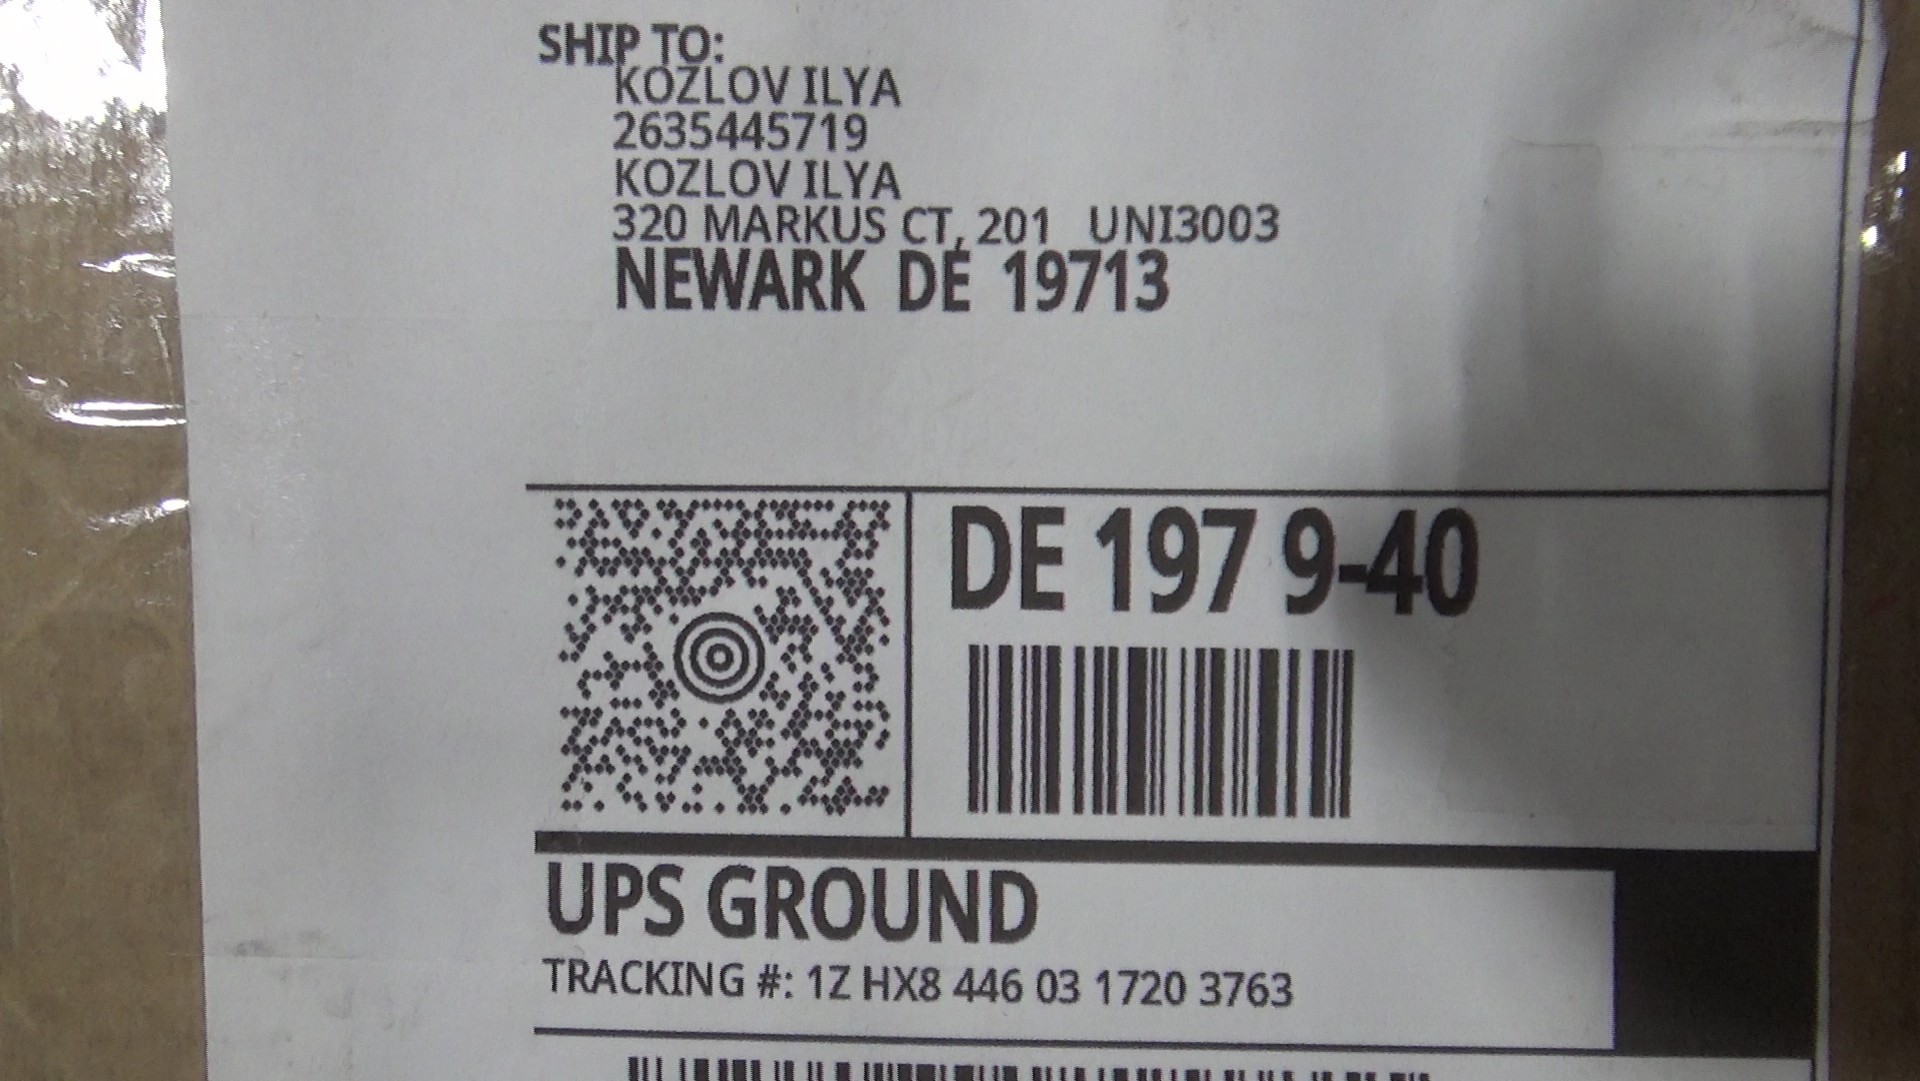 SHIP TO:
KOZLOV ILYA
2635445719
KOZLOV ILYA
320 MARKUS CT, 201 UNI3003
NEWARK DE 19713
DE 197 9-40
UPS GROUND
TRACKING #: 1Z HX8 446 03 1720 3763